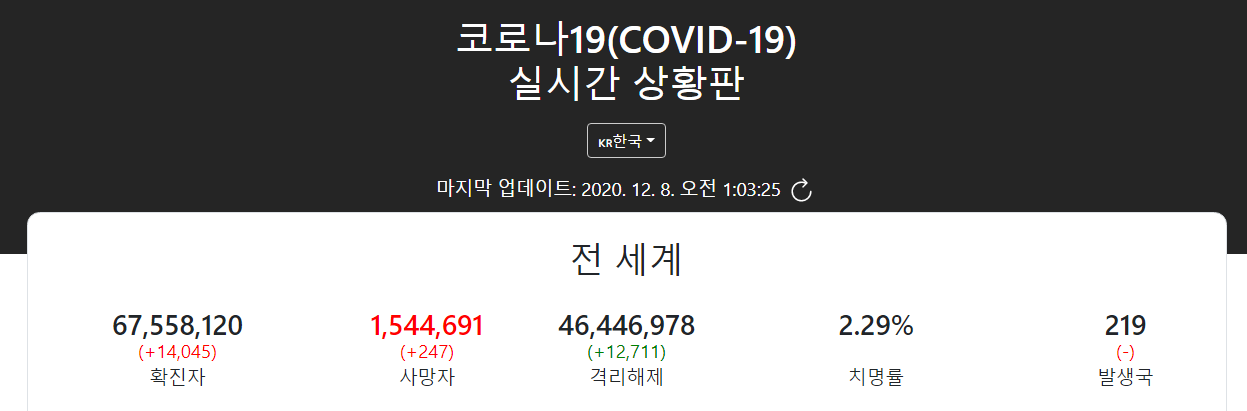 코로나19(COVID-19)
실시간 상황판
KR한국
마지막 업데이트: 2020. 12. 8. 오전 1:03:25
전 세계
67,558,120 1,544,691 46,446,978 2.29% 219
(+14,045) (+247) (+12,711) (-)
확진자 사망자 격리해제 치명률 발생국